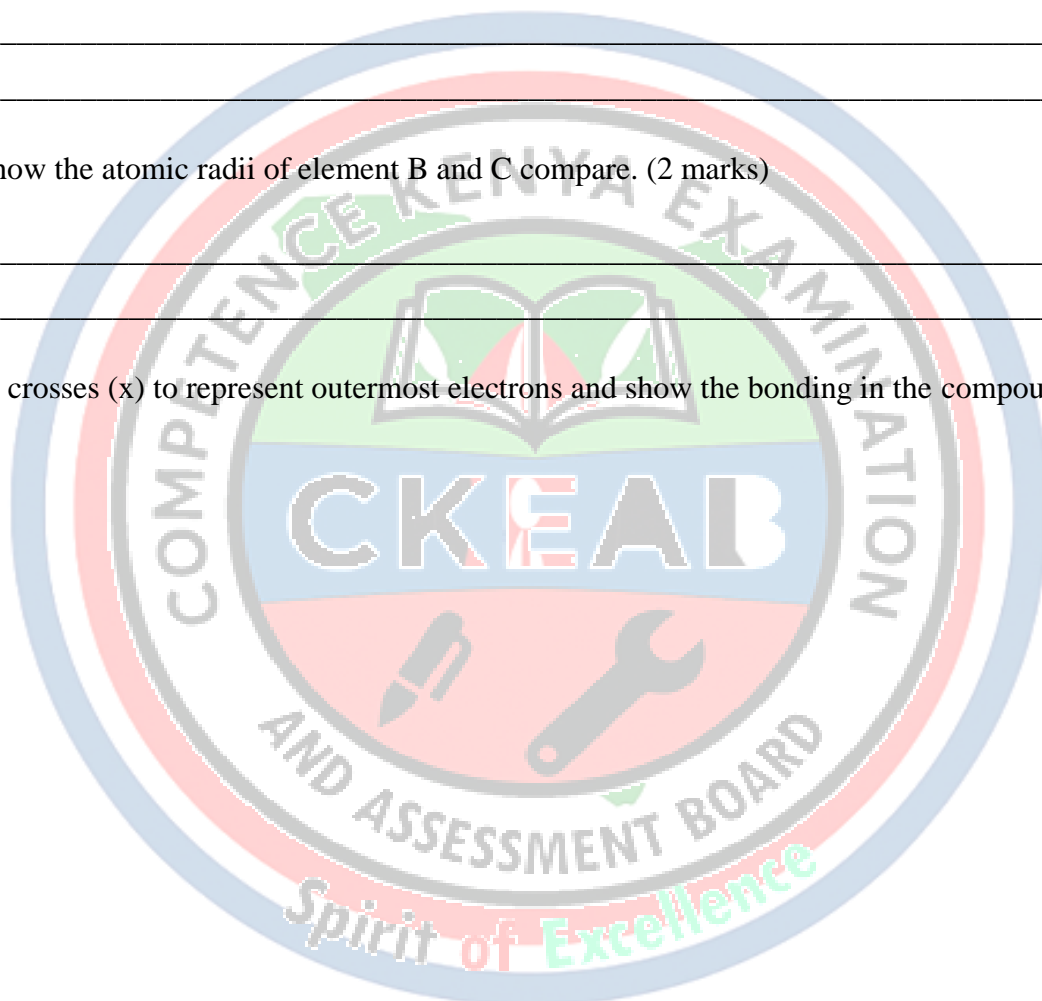 how the atomic radii of element B and C compare. (2 marks)
crosses (x) to represent outermost electrons and show the bonding in the
COMPETENCE KENYA EXAMINATION
CKEAB
AND ASSESSMENT BOARD
Spirit of Excellence